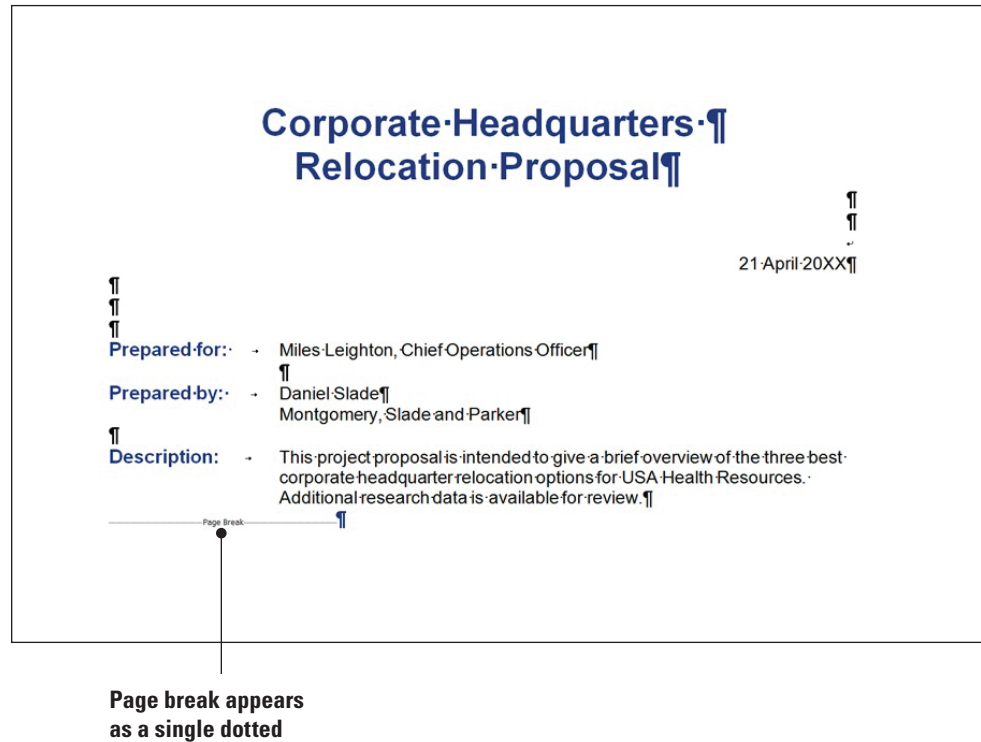 Corporate·Headquarters·¶
Relocation·Proposal¶
¶
¶
↵
21·April·20XX¶
¶
¶
¶
Prepared·for:· → Miles·Leighton,·Chief·Operations·Officer¶
¶
Prepared·by:· → Daniel·Slade¶
Montgomery,·Slade·and·Parker¶
¶
Description: → This·project·proposal·is·intended·to·give·a·brief·overview·of·the·three·best·
corporate·headquarter·relocation·options·for·USA·Health·Resources.·
Additional·research·data·is·available·for·review.¶
Page Break¶
Page break appears
as a single dotted